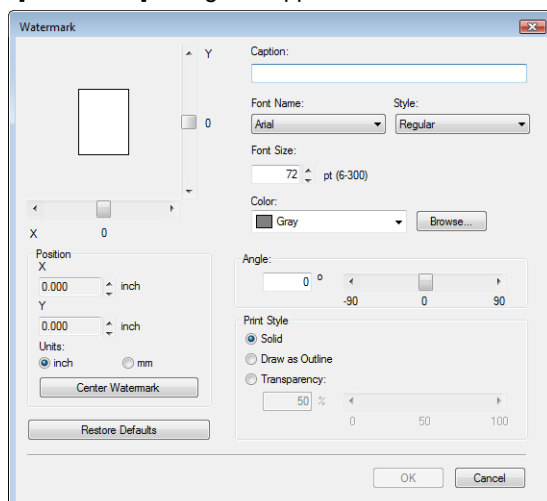 Watermark
Y
0
X 0
Position
X
0.000 inch
Y
0.000 inch
Units:
inch mm
Center Watermark
Restore Defaults
Caption:
Font Name: Style:
Arial Regular
Font Size:
72 pt (6-300)
Color:
Gray Browse...
Angle:
0 °
-90 0 90
Print Style
Solid
Draw as Outline
Transparency:
50 %
0 50 100
OK Cancel